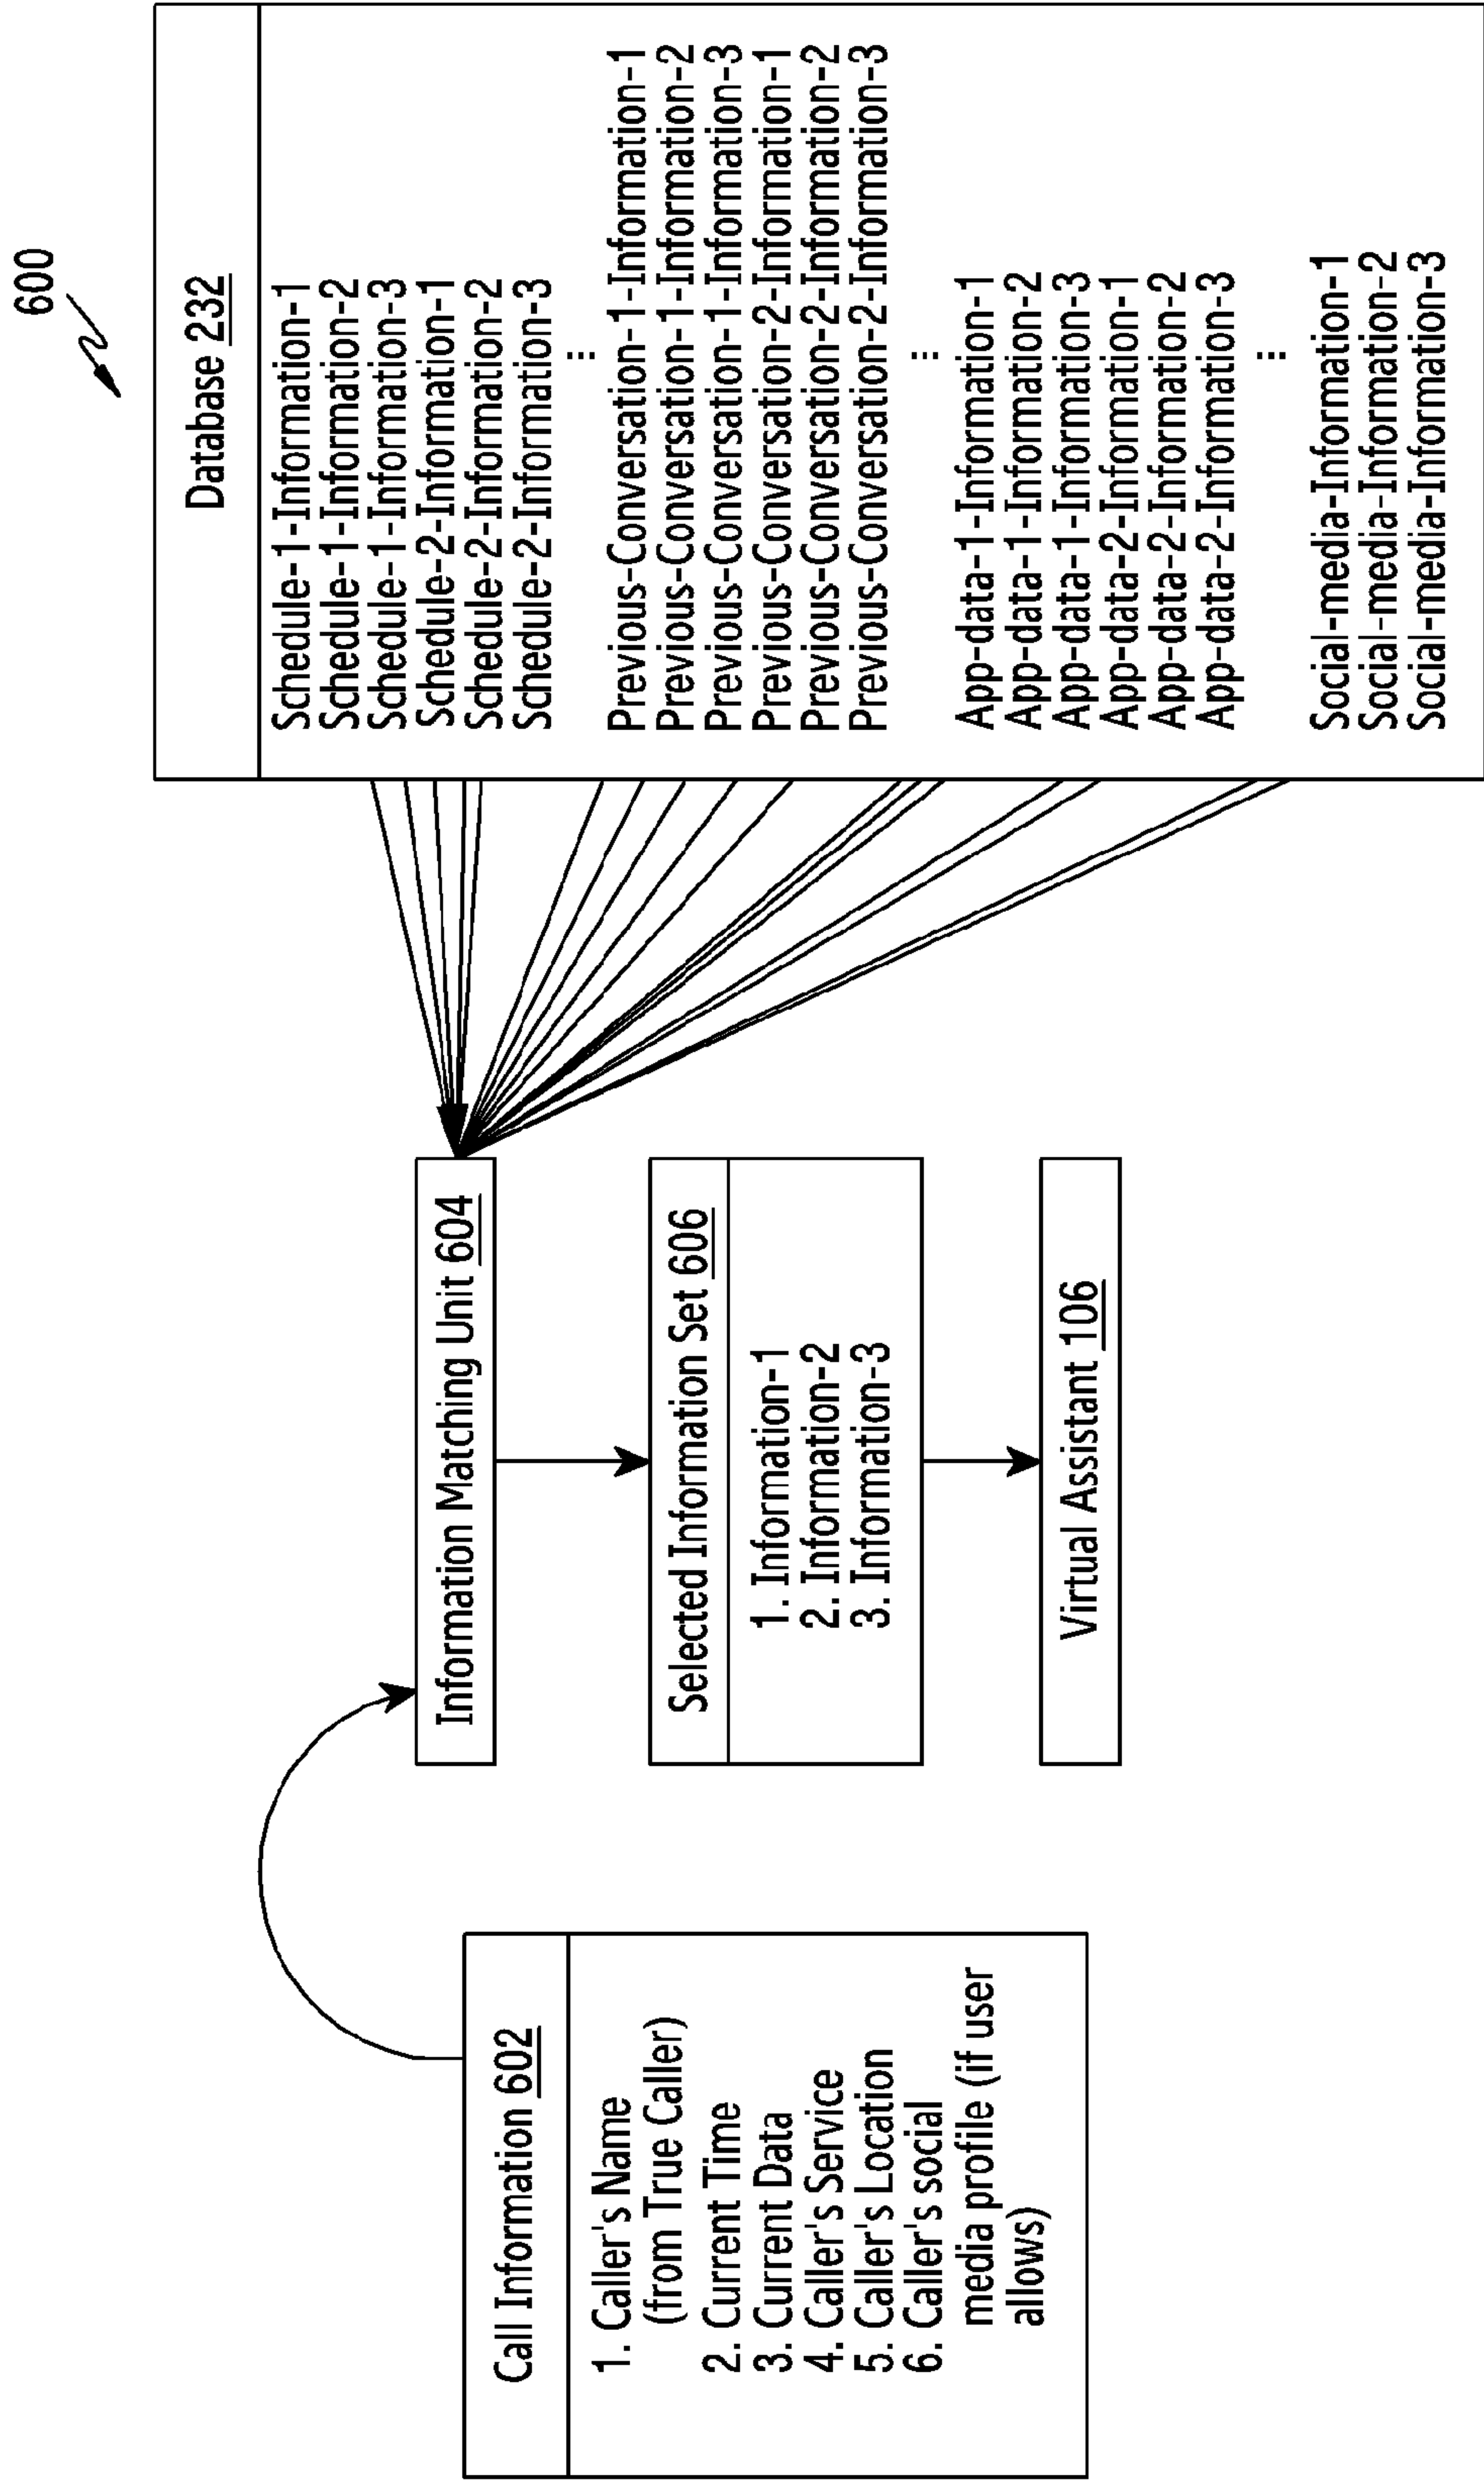 600
Call Information 602
1. Caller's Name
(from True Caller)
2. Current Time
3. Current Data
4. Caller's Service
5. Caller's Location
6. Caller's social
media profile (if user
allows)
Information Matching Unit 604
Selected Information Set 606
1. Information-1
2. Information-2
3. Information-3
Virtual Assistant 106
Database 232
Schedule-1-Information-1
Schedule-1-Information-2
Schedule-1-Information-3
Schedule-2-Information-1
Schedule-2-Information-2
Schedule-2-Information-3
...
Previous-Conversation-1-Information-1
Previous-Conversation-1-Information-2
Previous-Conversation-1-Information-3
Previous-Conversation-2-Information-1
Previous-Conversation-2-Information-2
Previous-Conversation-2-Information-3
...
App-data-1-Information-1
App-data-1-Information-2
App-data-1-Information-3
App-data-2-Information-1
App-data-2-Information-2
App-data-2-Information-3
...
Social-media-Information-1
Social-media-Information-2
Social-media-Information-3